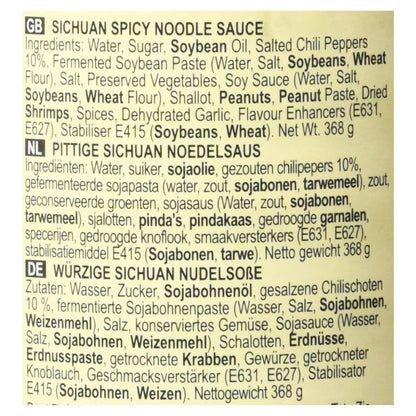 GB SICHUAN SPICY NOODLE SAUCE
Ingredients: Water, Sugar, Soybean Oil, Salted Chili Peppers
10%, Fermented Soybean Paste (Water, Salt, Soybeans, Wheat
Flour), Salt, Preserved Vegetables, Soy Sauce (Water, Salt,
Soybeans, Wheat Flour), Shallot, Peanuts, Peanut Paste, Dried
Shrimps, Spices, Dehydrated Garlic, Flavour Enhancers (E631,
E627), Stabiliser E415 (Soybeans, Wheat). Net Wt. 368 g
NL PITTIGE SICHUAN NOEDELSAUS
Ingrediënten: Water, suiker, sojaolie, gezouten chilipepers 10%,
gefermenteerde sojapasta (water, zout, sojabonen, tarwemeel), zout,
geconserveerde groenten, sojasaus (Water, zout, sojabonen,
tarwemeel), sjalotten, pinda's, pindakaas, gedroogde garnalen,
specerijen, gedroogde knoflook, smaakversterkers (E631, E627),
stabilisatiemiddel E415 (Sojabonen, tarwe). Netto gewicht 368 g
DE WÜRZIGE SICHUAN NUDELSOßE
Zutaten: Wasser, Zucker, Sojabohnenöl, gesalzene Chilischoten
10 %, fermentierte Sojabohnenpaste (Wasser, Salz, Sojabohnen,
Weizenmehl), Salz, konserviertes Gemüse, Sojasauce (Wasser,
Salz, Sojabohnen, Weizenmehl), Schalotten, Erdnüsse,
Erdnusspaste, getrocknete Krabben, Gewürze, getrockneter
Knoblauch, Geschmacksverstärker (E631, E627), Stabilisator
E415 (Sojabohnen, Weizen). Nettogewicht 368 g